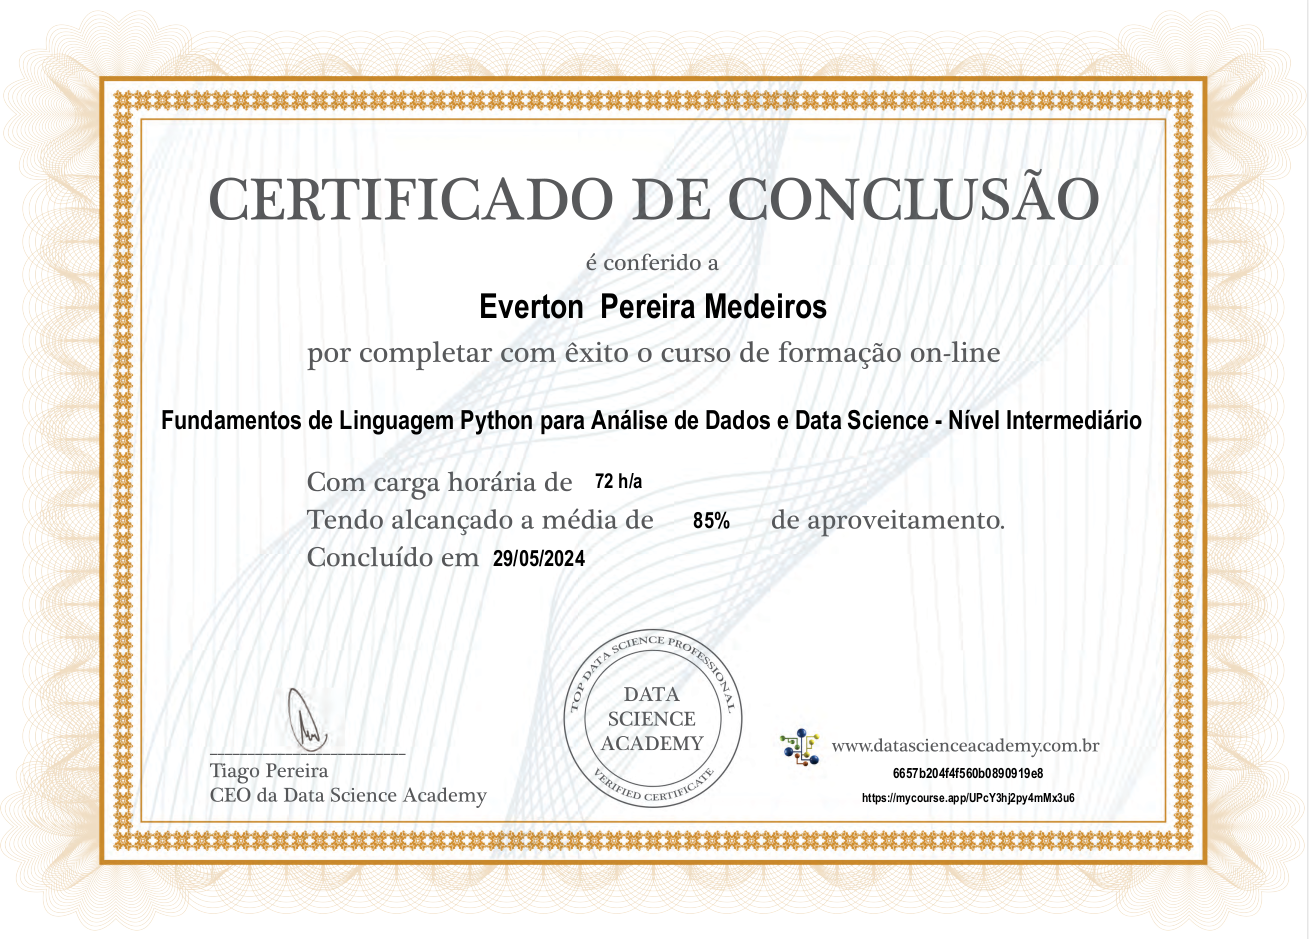 CERTIFICADO DE CONCLUSÃO
é conferido a
Everton Pereira Medeiros
por completar com êxito o curso de formação on-line
Fundamentos de Linguagem Python para Análise de Dados e Data Science - Nível Intermediário
Com carga horária de 72 h/a
Tendo alcançado a média de 85% de aproveitamento.
Concluído em 29/05/2024
TOP DATA SCIENCE PROFESSIONAL
DATA
SCIENCE
ACADEMY
VERIFIED CERTIFICATE
Tiago Pereira
CEO da Data Science Academy
www.datascienceacademy.com.br
6657b204f4f560b0890919e8
https://mycourse.app/UPcY3hj2py4mMx3u6